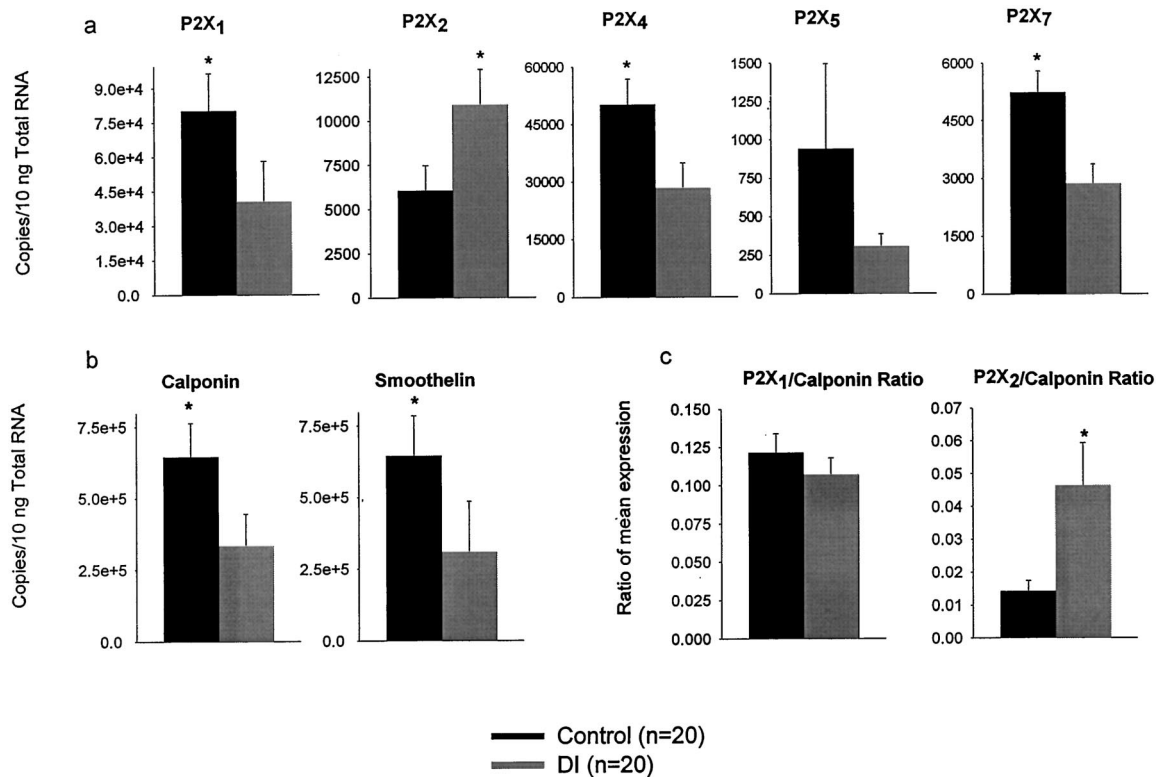 a
P2X1
P2X2
P2X4
P2X5
P2X7
Copies/10 ng Total RNA
9.0e+4
7.5e+4
6.0e+4
4.5e+4
3.0e+4
1.5e+4
0.0
*
12500
10000
7500
5000
2500
0
*
60000
45000
30000
15000
0
*
1500
1250
1000
750
500
250
0
6000
4500
3000
1500
0
*
b
Calponin
Smoothelin
Copies/10 ng Total RNA
7.5e+5
5.0e+5
2.5e+5
0.0
*
7.5e+5
5.0e+5
2.5e+5
0.0
*
c
P2X1/Calponin Ratio
P2X2/Calponin Ratio
Ratio of mean expression
0.150
0.125
0.100
0.075
0.050
0.025
0.000
0.07
0.06
0.05
0.04
0.03
0.02
0.01
0.00
*
Control (n=20)
DI (n=20)